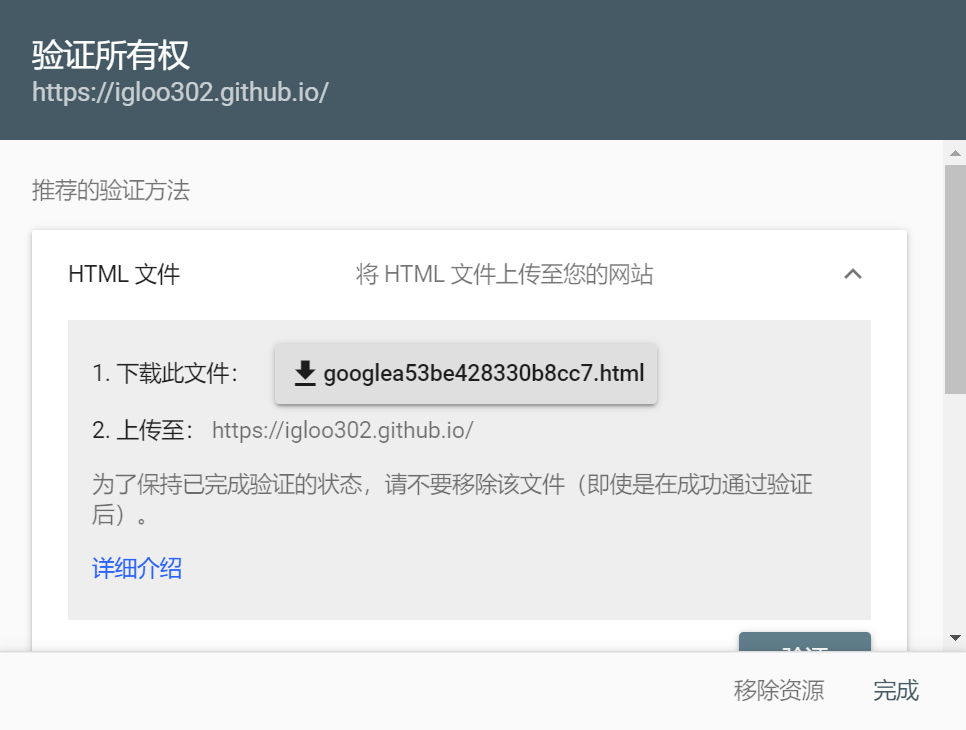 验证所有权
https://igloo302.github.io/
推荐的验证方法
HTML 文件
将 HTML 文件上传至您的网站
1. 下载此文件：
googlea53be428330b8cc7.html
2. 上传至： https://igloo302.github.io/
为了保持已完成验证的状态，请不要移除该文件（即使是在成功通过验证
后）。
详细介绍
验证
移除资源
完成